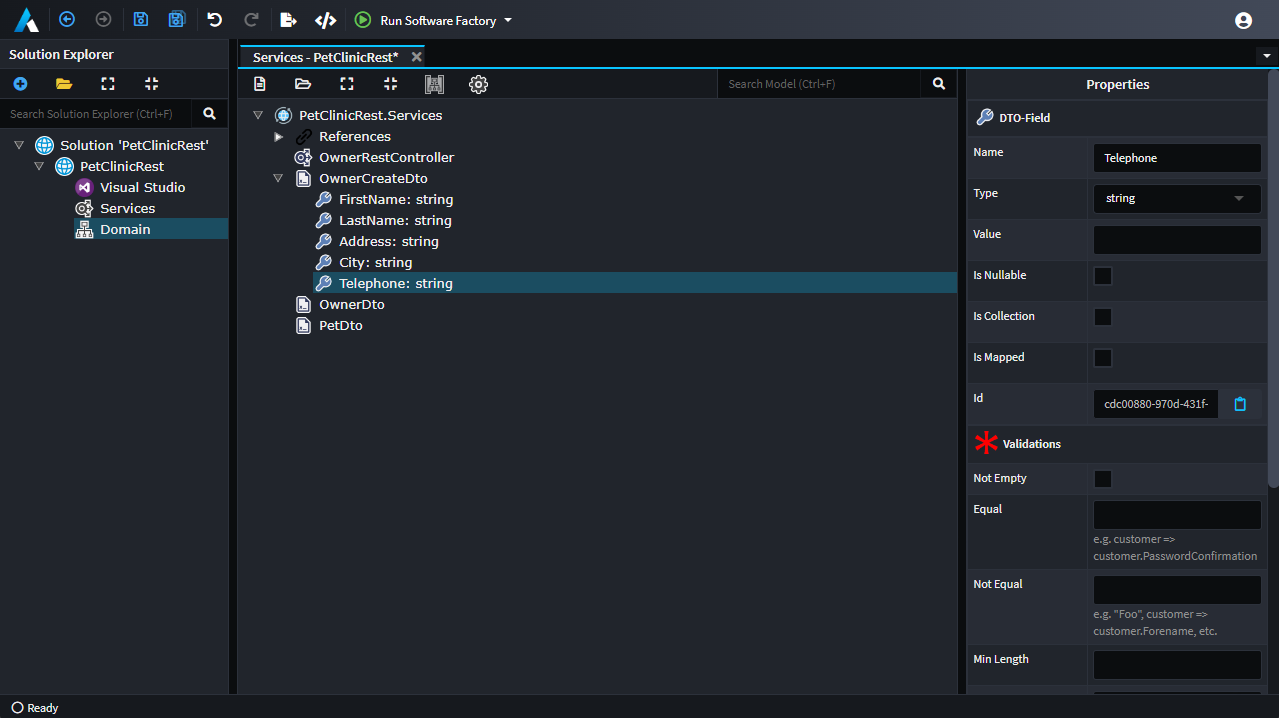 Run Software Factory
Solution Explorer
Search Solution Explorer (Ctrl+F)
Solution 'PetClinicRest'
PetClinicRest
Visual Studio
Services
Domain
Services - PetClinicRest*
Search Model (Ctrl+F)
PetClinicRest.Services
References
OwnerRestController
OwnerCreateDto
FirstName: string
LastName: string
Address: string
City: string
Telephone: string
OwnerDto
PetDto
Properties
DTO-Field
Name
Telephone
Type
string
Value
Is Nullable
Is Collection
Is Mapped
Id
cdc00880-970d-431f-
Validations
Not Empty
Equal
e.g. customer =>
customer.PasswordConfirmation
Not Equal
e.g. "Foo", customer =>
customer.Forename, etc.
Min Length
Ready